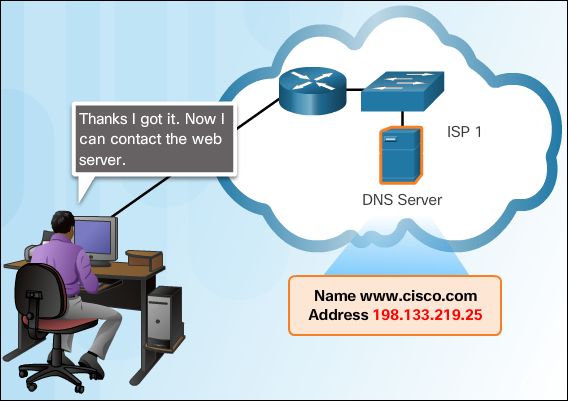 Thanks I got it. Now I
can contact the web
server.
ISP 1
DNS Server
Name www.cisco.com
Address 198.133.219.25